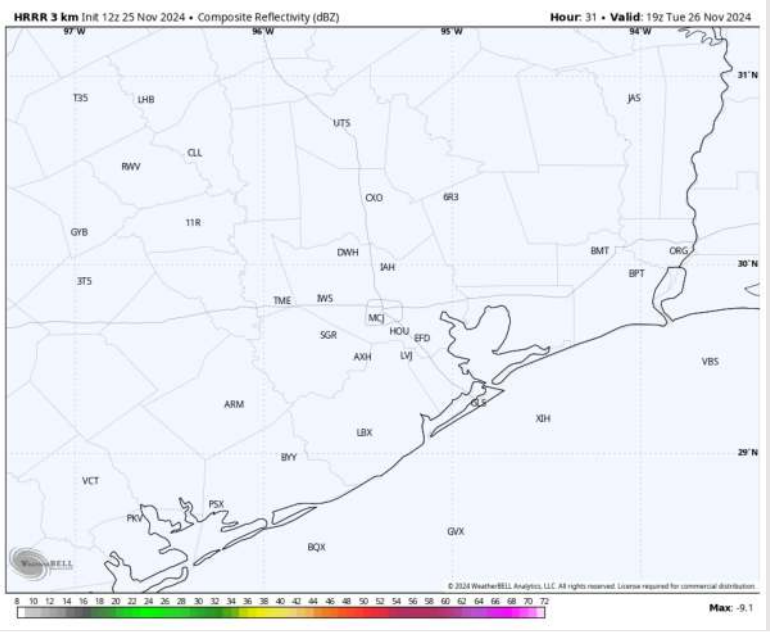 HRRR 3 km Init 12z 25 Nov 2024 • Composite Reflectivity (dBZ) Hour: 31 • Valid: 19z Tue 26 Nov 2024
97°W 96°W 95°W 94°W
31°N
T35 LHB JAS
UTS
CLL
RWV
CXO 6R3
11R
GYB
DWH BMT ORG
IAH 30°N
BPT
3T5
TME IWS
MCJ
SGR HOU EFD
AXH LVJ VBS
ARM GLS
XIH
LBX
BYY 29°N
VCT
PSX
PKV
GVX
BQX
WeatherBELL
© 2024 WeatherBELL Analytics, LLC. All rights reserved. License required for commercial distribution.
8 10 12 14 16 18 20 22 24 26 28 30 32 34 36 38 40 42 44 46 48 50 52 54 56 58 60 62 64 66 68 70 72
Max: -9.1